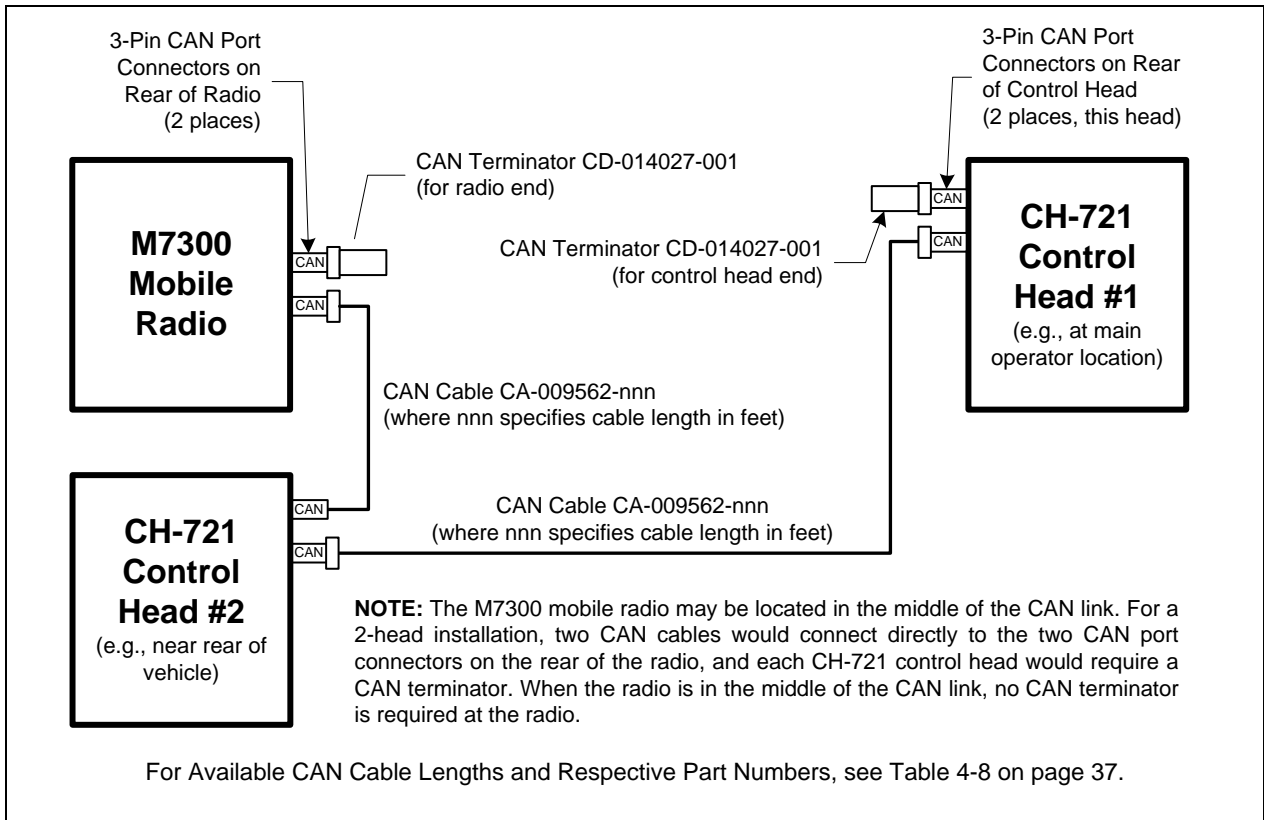 3-Pin CAN Port
Connectors on
Rear of Radio
(2 places)
3-Pin CAN Port
Connectors on Rear
of Control Head
(2 places, this head)
CAN Terminator CD-014027-001
(for radio end)
M7300
Mobile
Radio
CAN
CAN
CAN Terminator CD-014027-001
(for control head end)
CAN
CAN
CH-721
Control
Head #1
(e.g., at main
operator location)
CAN Cable CA-009562-nnn
(where nnn specifies cable length in feet)
CH-721
Control
Head #2
(e.g., near rear of
vehicle)
CAN
CAN
CAN Cable CA-009562-nnn
(where nnn specifies cable length in feet)
NOTE: The M7300 mobile radio may be located in the middle of the CAN link. For a
2-head installation, two CAN cables would connect directly to the two CAN port
connectors on the rear of the radio, and each CH-721 control head would require a
CAN terminator. When the radio is in the middle of the CAN link, no CAN terminator
is required at the radio.
For Available CAN Cable Lengths and Respective Part Numbers, see Table 4-8 on page 37.